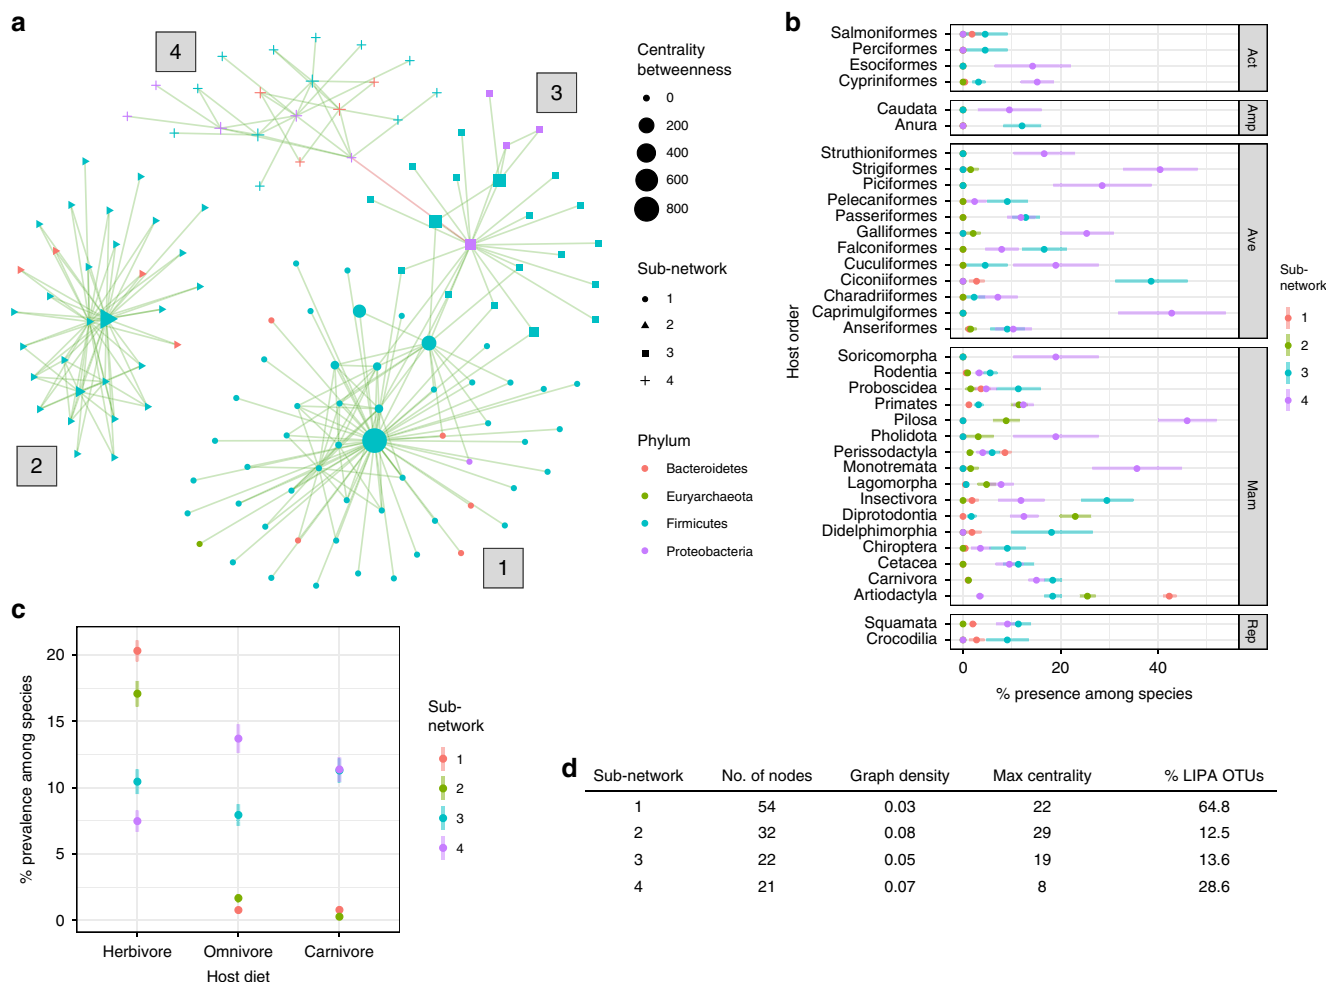 a
4
3
2
1
Centrality
betweenness
0
200
400
600
800
Sub-network
1
2
3
4
Phylum
Bacteroidetes
Euryarchaeota
Firmicutes
Proteobacteria
b
Host order
Salmoniformes
Perciformes
Esociformes
Cypriniformes
Act
Caudata
Anura
Amp
Struthioniformes
Strigiformes
Piciformes
Pelecaniformes
Passeriformes
Galliformes
Falconiformes
Cuculiformes
Ciconiiformes
Charadriiformes
Caprimulgiformes
Anseriformes
Ave
Soricomorpha
Rodentia
Proboscidea
Primates
Pilosa
Pholidota
Perissodactyla
Monotremata
Lagomorpha
Insectivora
Diprotodontia
Didelphimorphia
Chiroptera
Cetacea
Carnivora
Artiodactyla
Mam
Squamata
Crocodilia
Rep
0 20 40
% presence among species
Sub-
network
1
2
3
4
c
% prevalence among species
20
15
10
5
0
Herbivore Omnivore Carnivore
Host diet
Sub-
network
1
2
3
4
d
Sub-network No. of nodes Graph density Max centrality % LIPA OTUs
1 54 0.03 22 64.8
2 32 0.08 29 12.5
3 22 0.05 19 13.6
4 21 0.07 8 28.6